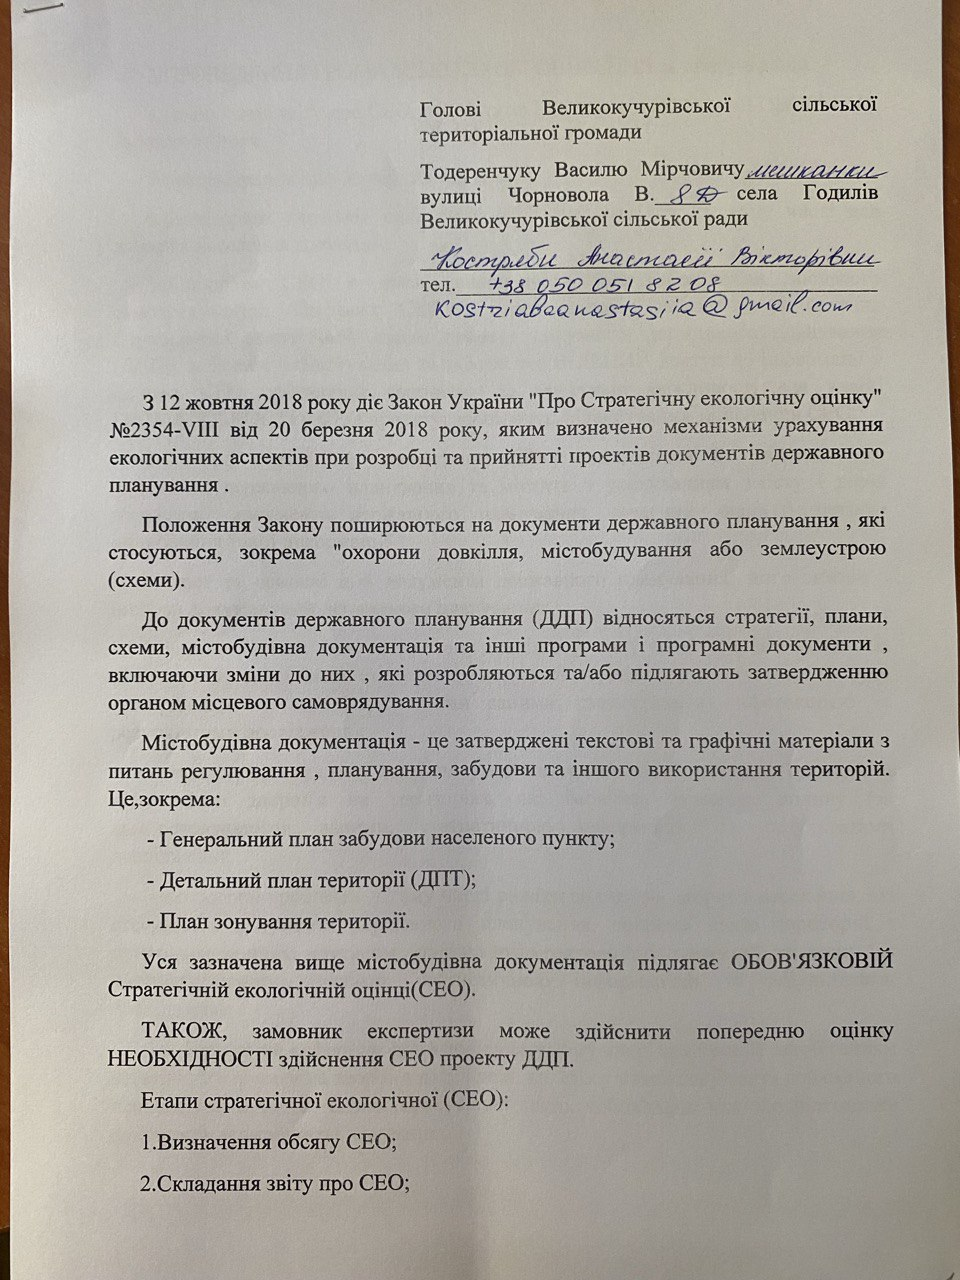 Голові Великокучурівської сільської
територіальної громади
Тодеренчуку Василю Мірчовичу мешканки
вулиці Чорновола В. 8 села Годилів
Великокучурівської сільської ради
Костряби Анастасії Вікторівни
тел. +38 050 051 82 08
kostriabaanastasiia@gmail.com
З 12 жовтня 2018 року діє Закон України "Про Стратегічну екологічну оцінку"
№2354-VIII від 20 березня 2018 року, яким визначено механізми урахування
екологічних аспектів при розробці та прийнятті проектів документів державного
планування .
Положення Закону поширюються на документи державного планування , які
стосуються, зокрема "охорони довкілля, містобудування або землеустрою
(схеми).
До документів державного планування (ДДП) відносяться стратегії, плани,
схеми, містобудівна документація та інші програми і програмні документи ,
включаючи зміни до них , які розробляються та/або підлягають затвердженню
органом місцевого самоврядування.
Містобудівна документація - це затверджені текстові та графічні матеріали з
питань регулювання , планування, забудови та іншого використання територій.
Це,зокрема:
- Генеральний план забудови населеного пункту;
- Детальний план території (ДПТ);
- План зонування території.
Уся зазначена вище містобудівна документація підлягає ОБОВ'ЯЗКОВІЙ
Стратегічній екологічній оцінці(СЕО).
ТАКОЖ, замовник експертизи може здійснити попередню оцінку
НЕОБХІДНОСТІ здійснення СЕО проекту ДДП.
Етапи стратегічної екологічної (СЕО):
1.Визначення обсягу СЕО;
2.Складання звіту про СЕО;